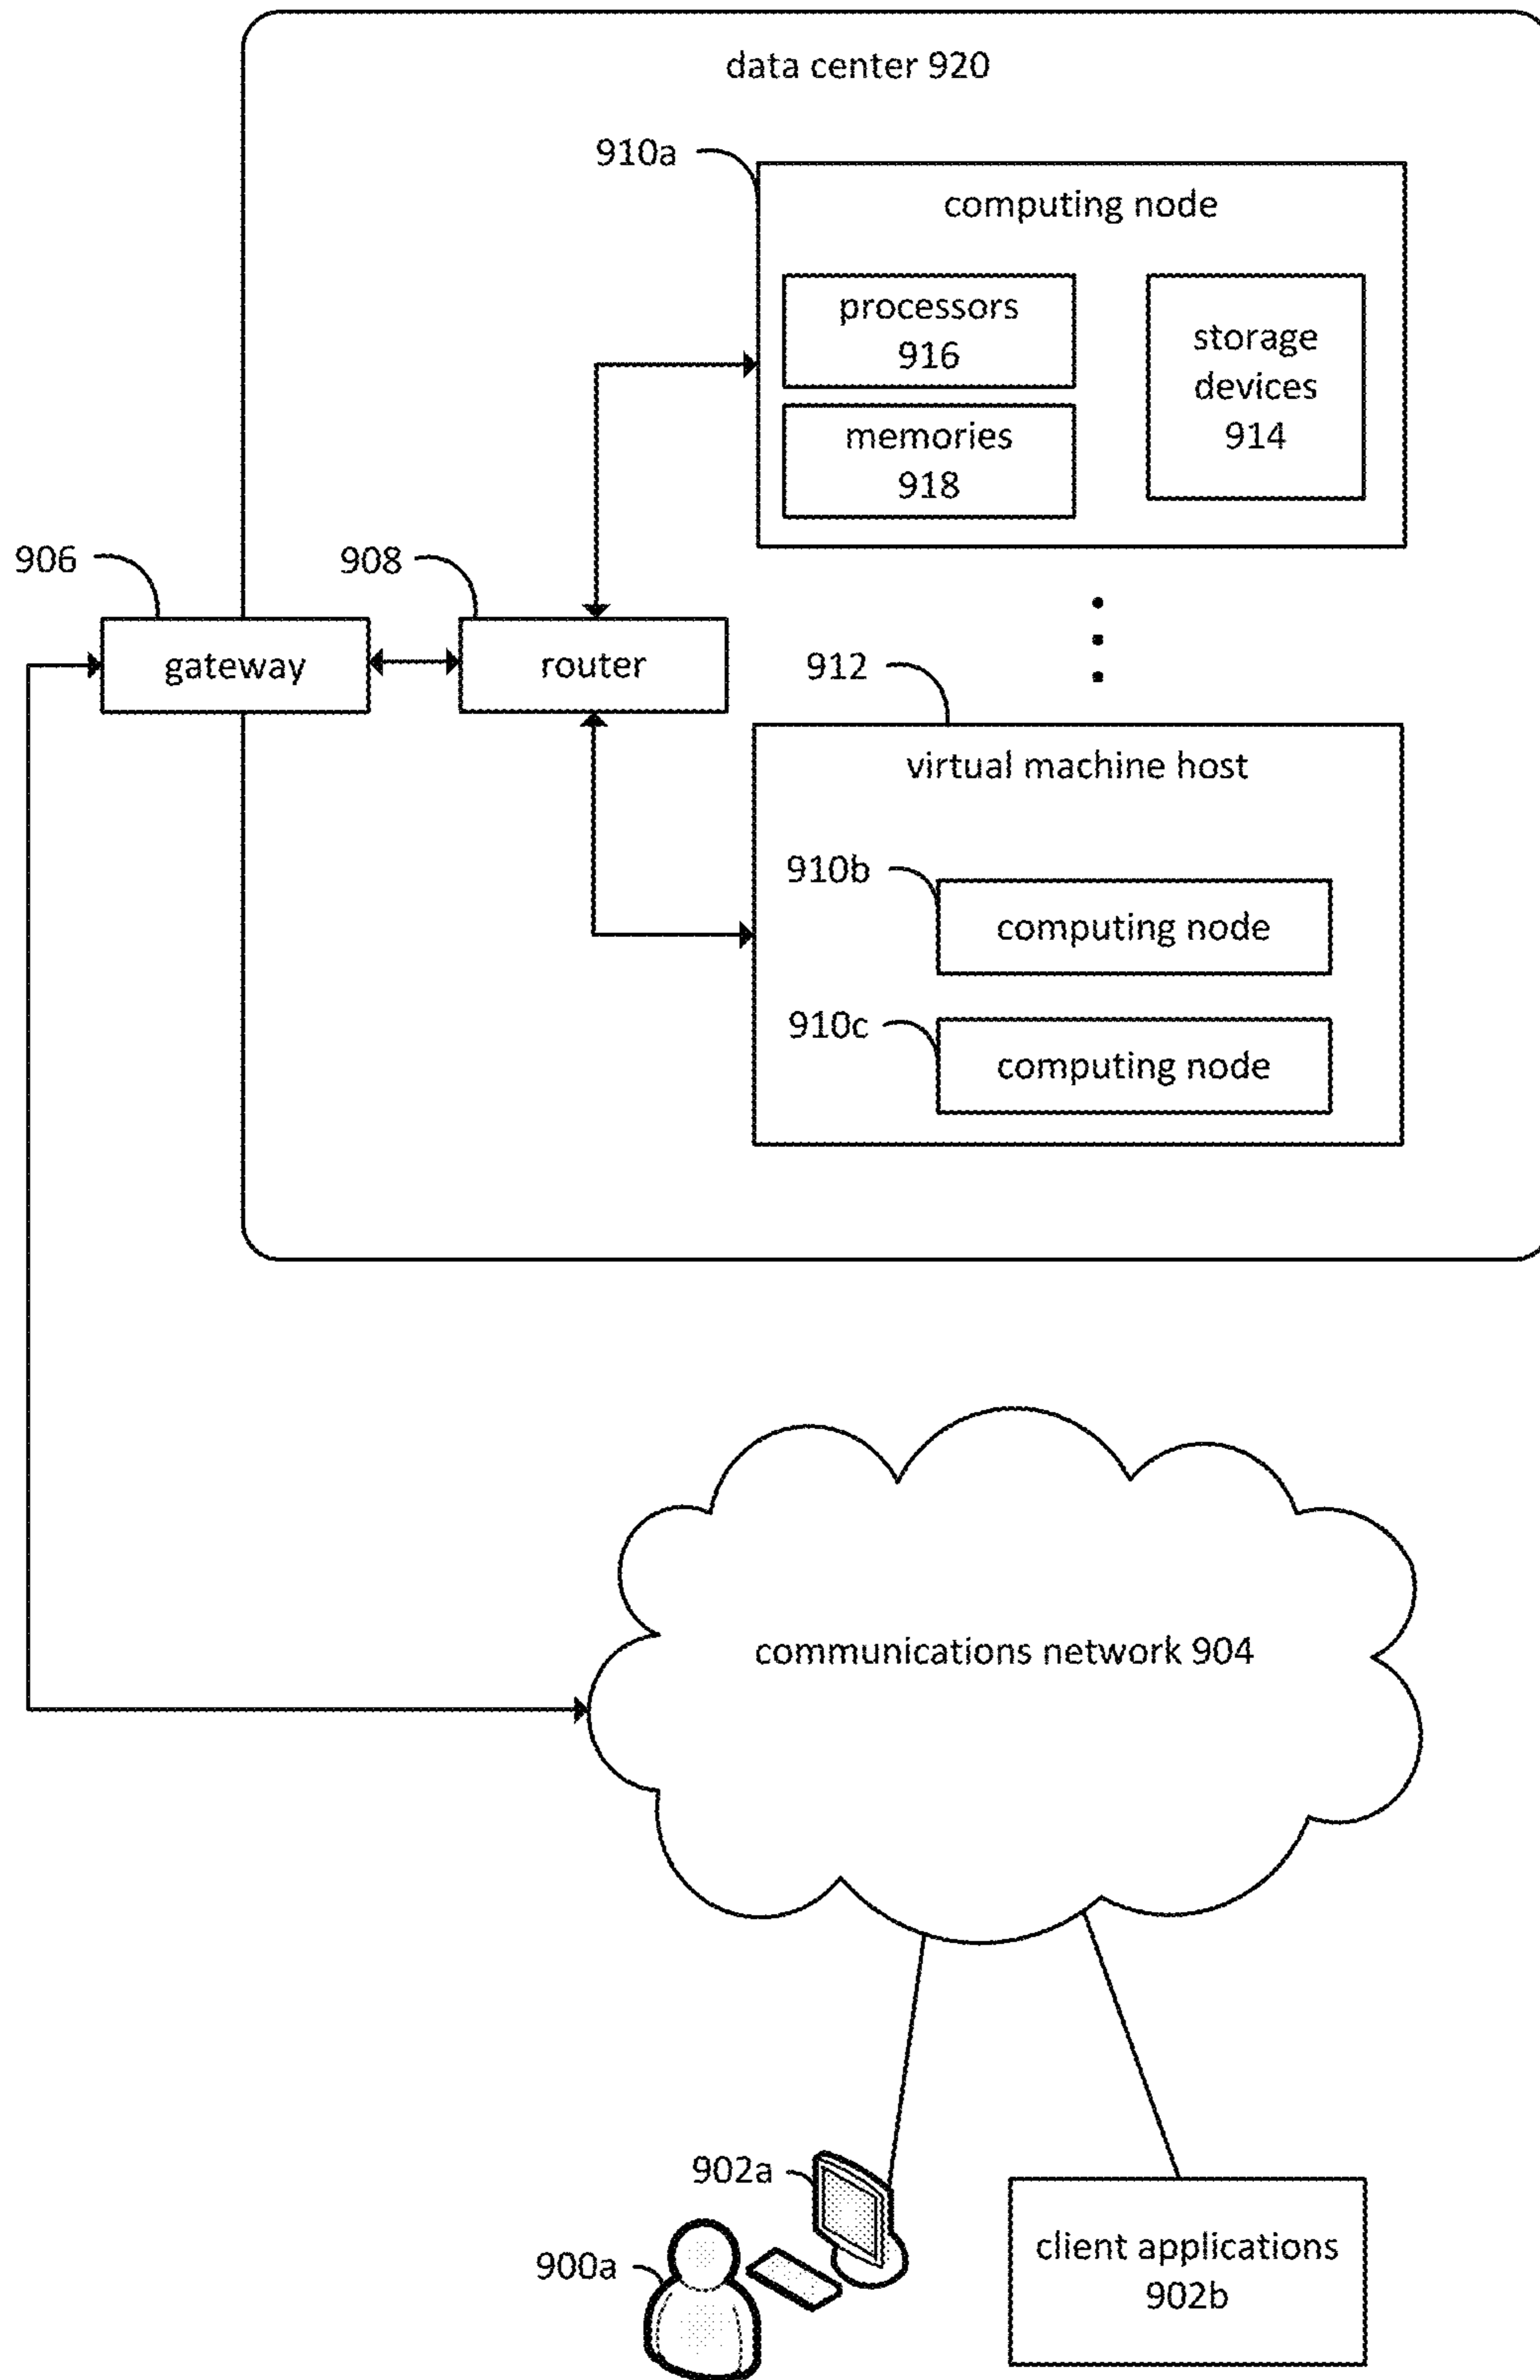 data center 920
910a
computing node
processors
916
storage
devices
914
memories
918
906
908
gateway
router
912
virtual machine host
910b
computing node
910c
computing node
communications network 904
902a
900a
client applications
902b